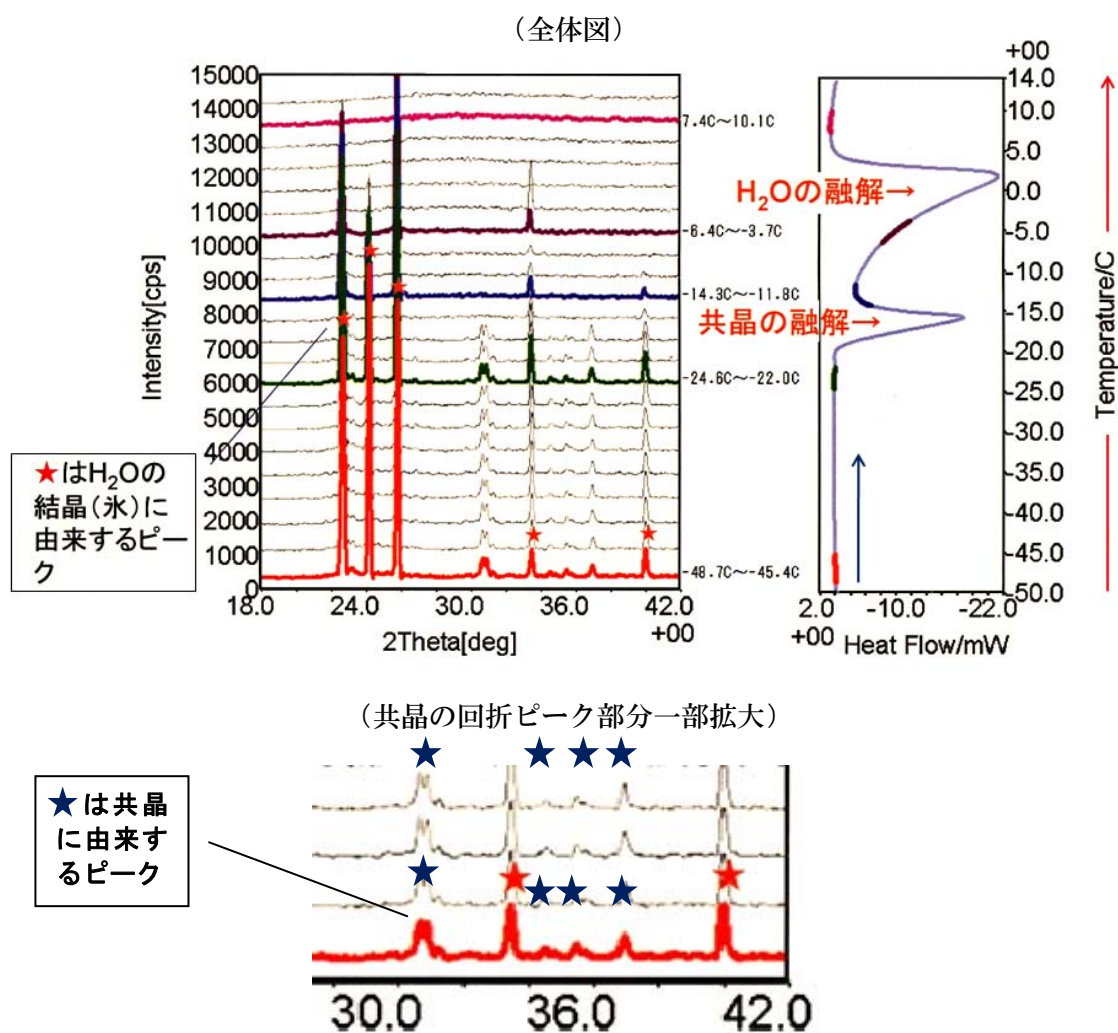 （全体図）
15000
14000
13000
12000
11000
10000
9000
8000
7000
6000
5000
4000
3000
2000
1000
0
Intensity[cps]
18.0 24.0 30.0 36.0 42.0
2Theta[deg] +00
7.4C～10.1C
-6.4C～-3.7C
-14.3C～-11.8C
-24.6C～-22.0C
-48.7C～-45.4C
★はH₂Oの
結晶（氷）に
由来するピー
ク
+00
14.0
10.0
5.0
0.0
-5.0
-10.0
-15.0
-20.0
-25.0
-30.0
-35.0
-40.0
-45.0
-50.0
Temperature/C
H₂Oの融解→
共晶の融解→
2.0 -10.0 -22.0
+00 Heat Flow/mW
（共晶の回折ピーク部分一部拡大）
★は共晶
に由来す
るピーク
30.0 36.0 42.0